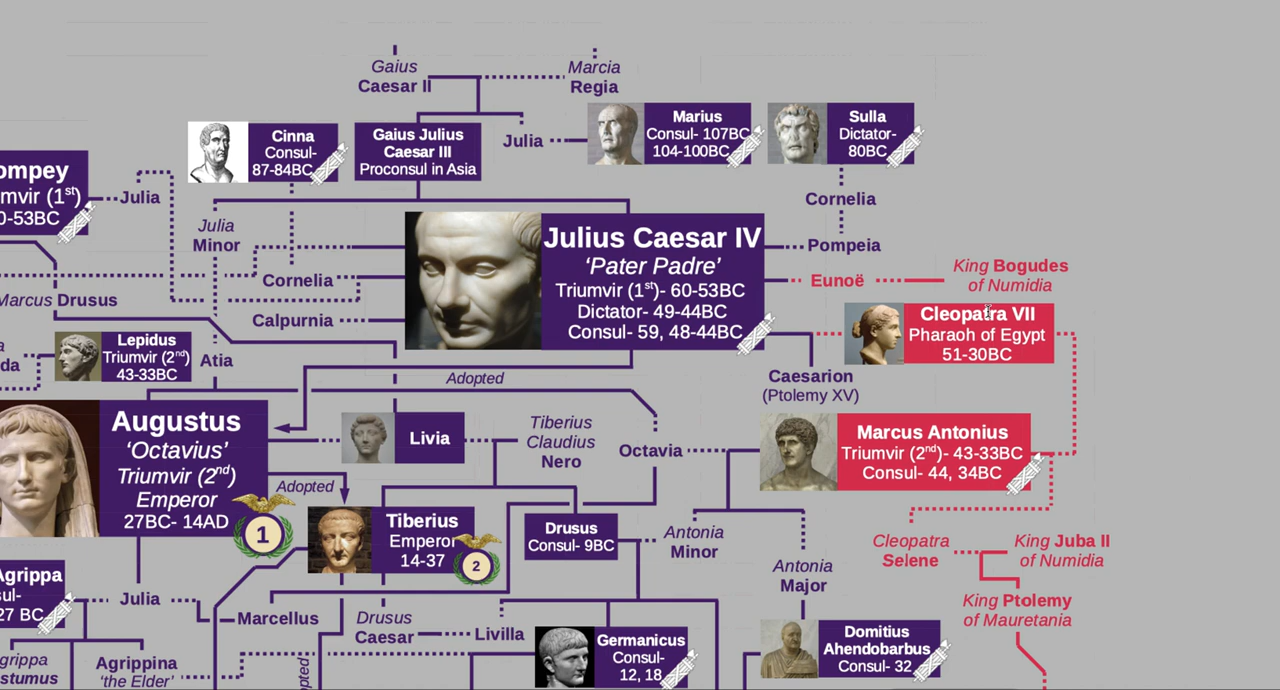 Gaius
Caesar II
Marcia
Regia
Cinna
Consul-
87-84BC
Gaius Julius
Caesar III
Proconsul in Asia
Julia
Marius
Consul- 107BC
104-100BC
Sulla
Dictator-
80BC
ompey
mvir (1st)
0-53BC
Julia
Julia
Minor
Cornelia
Julius Caesar IV
‘Pater Padre’
Triumvir (1st)- 60-53BC
Dictator- 49-44BC
Consul- 59, 48-44BC
Pompeia
Cornelia
Calpurnia
Eunoë
King Bogudes
of Numidia
Marcus Drusus
Cleopatra VII
Pharaoh of Egypt
51-30BC
a
da
Lepidus
Triumvir (2nd)
43-33BC
Atia
Adopted
Caesarion
(Ptolemy XV)
Augustus
‘Octavius’
Triumvir (2nd)
Emperor
27BC- 14AD
1
Livia
Tiberius
Claudius
Nero
Octavia
Marcus Antonius
Triumvir (2nd)- 43-33BC
Consul- 44, 34BC
Adopted
Tiberius
Emperor
14-37
2
Drusus
Consul- 9BC
Antonia
Minor
Antonia
Major
Cleopatra
Selene
King Juba II
of Numidia
King Ptolemy
of Mauretania
Agrippa
sul-
27 BC
Julia
Marcellus
Drusus
Caesar
Livilla
Germanicus
Consul-
12, 18
Domitius
Ahendobarbus
Consul- 32
grippa
stumus
Agrippina
‘the Elder’
pted